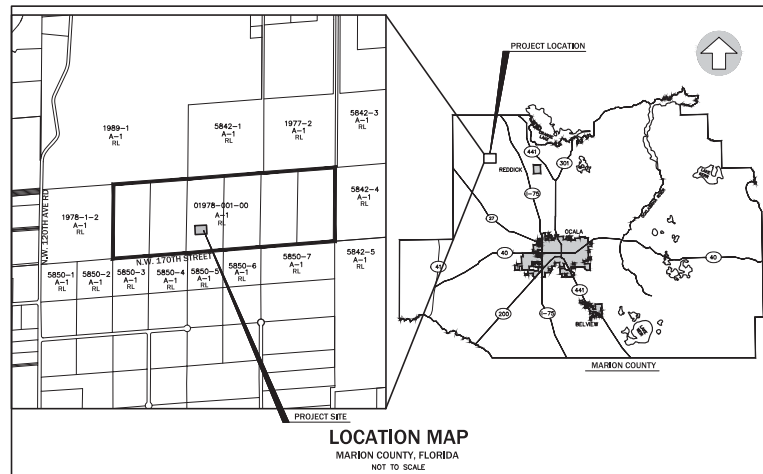 1989-1
A-1
RL
5842-1
A-1
RL
1977-2
A-1
RL
5842-3
A-1
RL
N.W. 120TH AVE RD
1978-1-2
A-1
RL
01978-001-00
A-1
RL
5842-4
A-1
RL
N.W. 170TH STREET
5850-1
A-1
RL
5850-2
A-1
RL
5850-3
A-1
RL
5850-4
A-1
RL
5850-5
A-1
RL
5850-6
A-1
RL
5850-7
A-1
RL
5842-5
A-1
RL
PROJECT SITE
PROJECT LOCATION
441
301
REDDICK
I-75
27
OCALA
40
40
41
441
200
I-75
BELVIEW
MARION COUNTY
LOCATION MAP
MARION COUNTY, FLORIDA
NOT TO SCALE